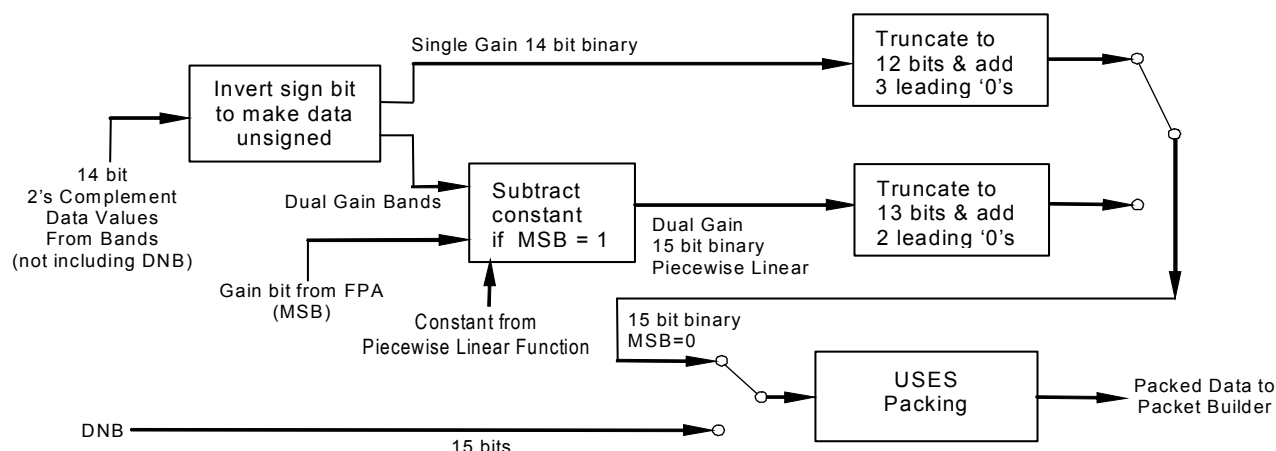 Single Gain 14 bit binary
Truncate to
12 bits & add
3 leading ‘0’s
Invert sign bit
to make data
unsigned
14 bit
2's Complement
Data Values
From Bands
(not including DNB)
Dual Gain Bands
Subtract
constant
if MSB = 1
Truncate to
13 bits & add
2 leading ‘0’s
Dual Gain
15 bit binary
Piecewise Linear
Gain bit from FPA
(MSB)
Constant from
Piecewise Linear Function
15 bit binary
MSB=0
USES
Packing
Packed Data to
Packet Builder
DNB
15 bits